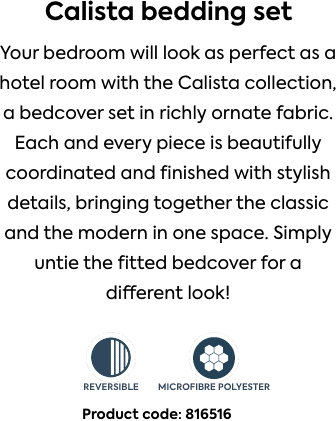 Calista bedding set
Your bedroom will look as perfect as a
hotel room with the Calista collection,
a bedcover set in richly ornate fabric.
Each and every piece is beautifully
coordinated and finished with stylish
details, bringing together the classic
and the modern in one space. Simply
untie the fitted bedcover for a
different look!
REVERSIBLE MICROFIBRE POLYESTER
Product code: 816516